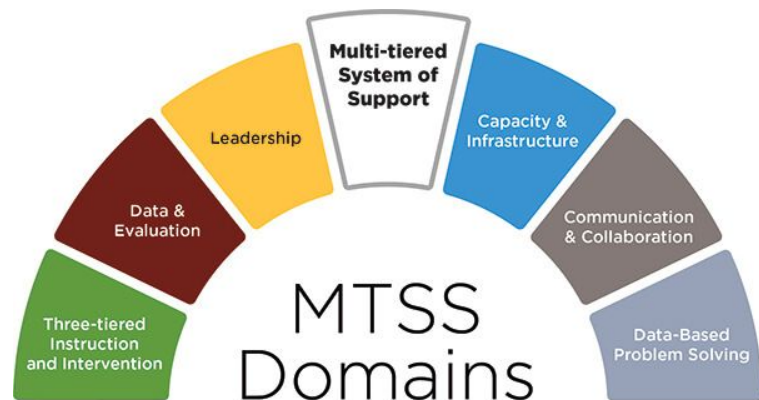 Multi-tiered
System of
Support
Leadership
Capacity &
Infrastructure
Data &
Evaluation
Communication
& Collaboration
Three-tiered
Instruction
and Intervention
Data-Based
Problem Solving
MTSS
Domains